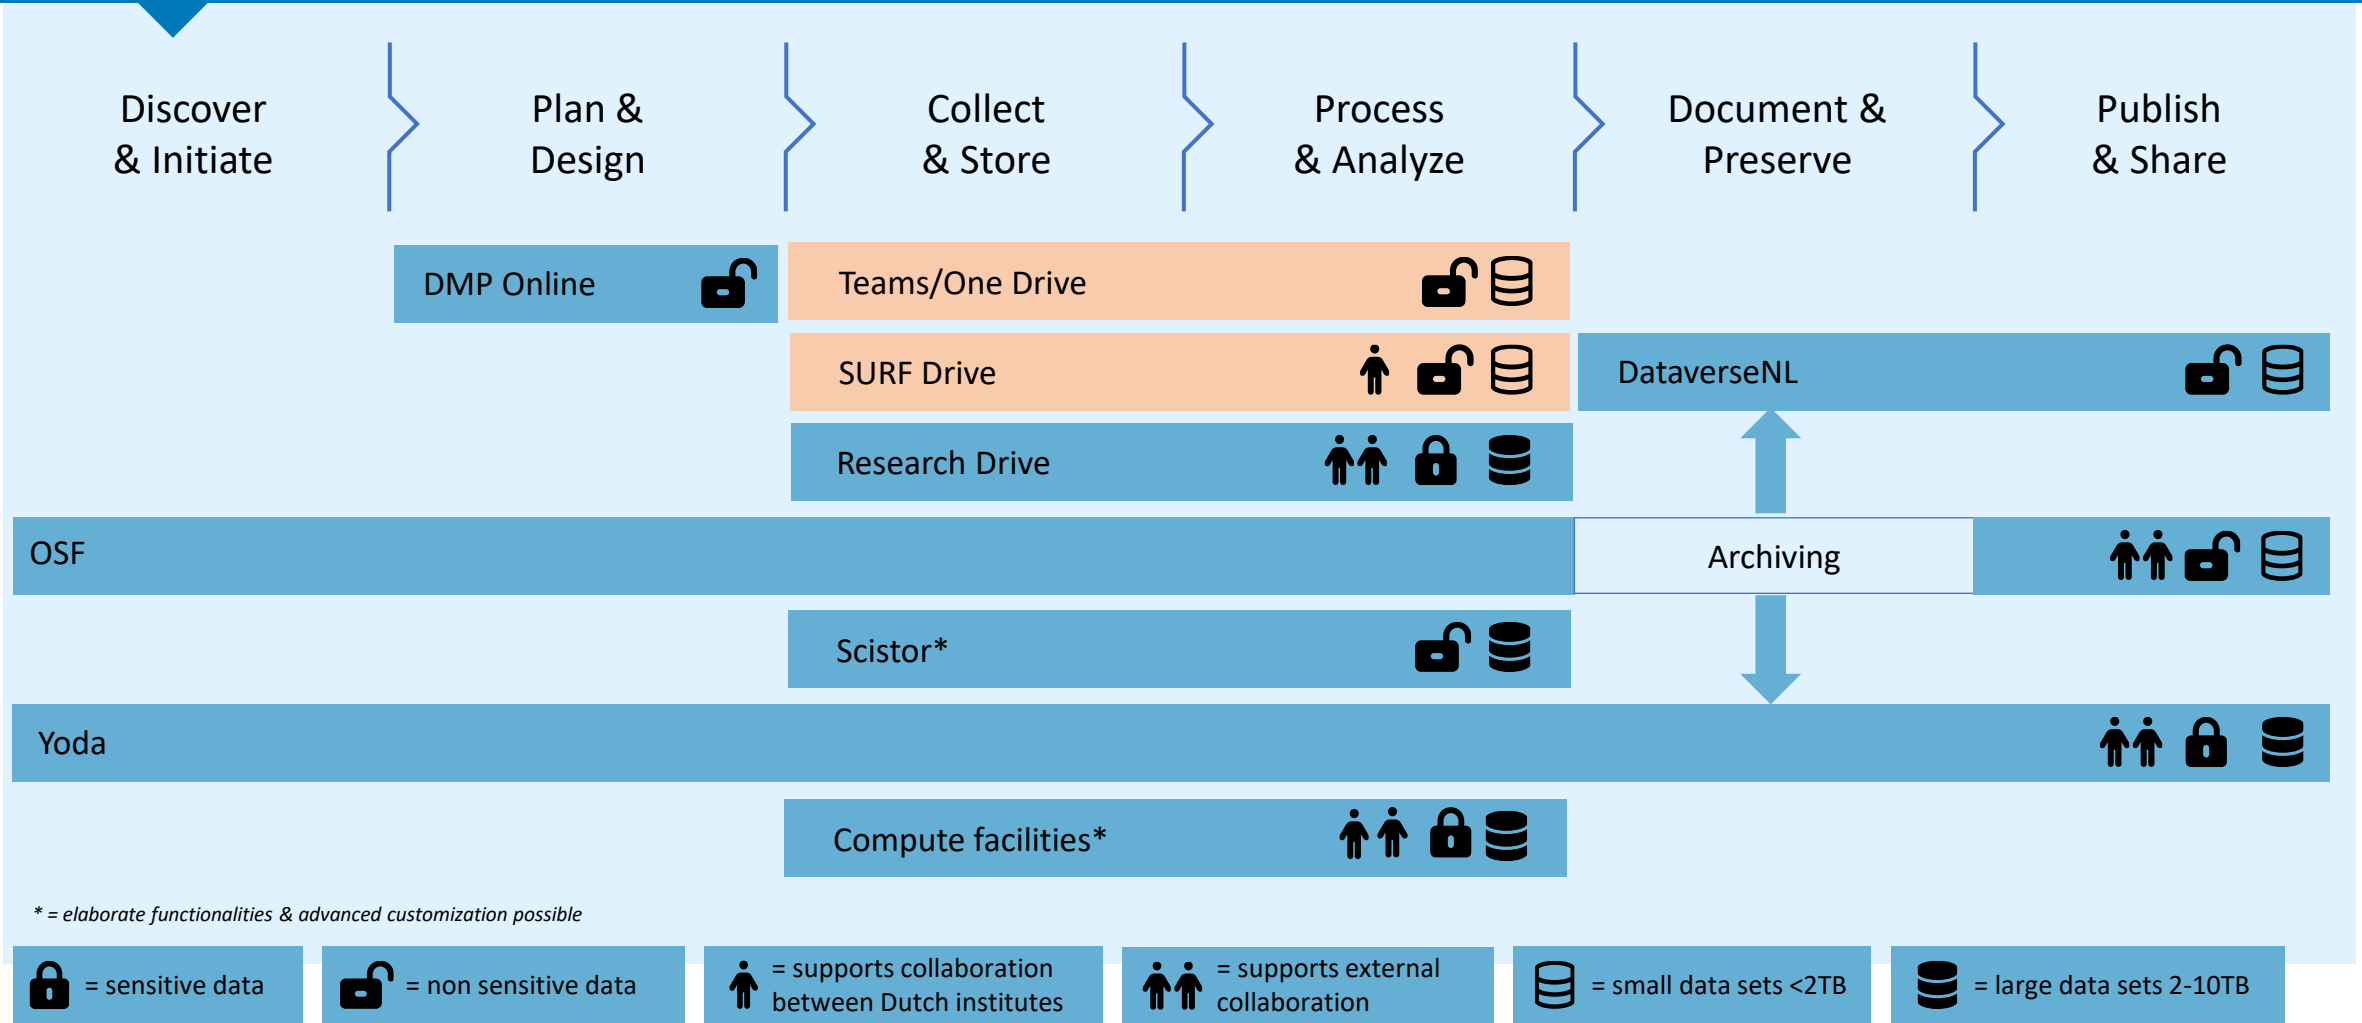 Discover
& Initiate
Plan &
Design
Collect
& Store
Process
& Analyze
Document &
Preserve
Publish
& Share
DMP Online
Teams/One Drive
SURF Drive
DataverseNL
Research Drive
OSF
Archiving
Scistor*
Yoda
Compute facilities*
* = elaborate functionalities & advanced customization possible
= sensitive data
= non sensitive data
= supports collaboration
between Dutch institutes
= supports external
collaboration
= small data sets <2TB
= large data sets 2-10TB